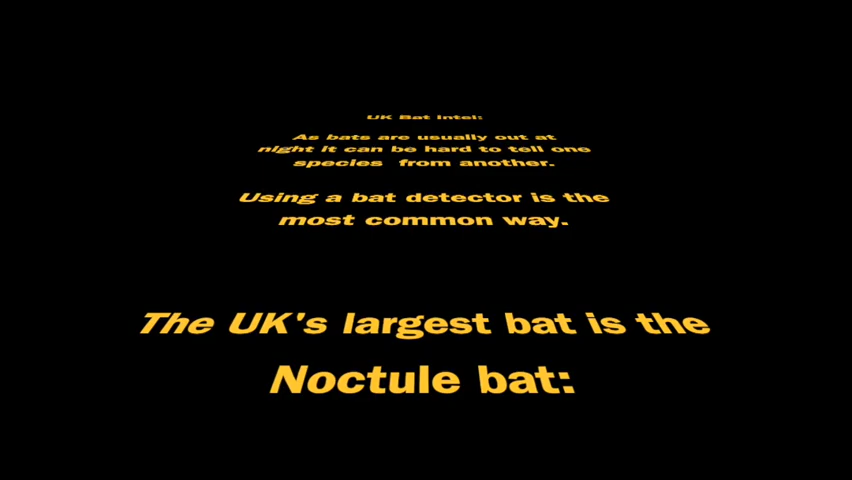 UK Bat Intel:
As bats are usually out at
night it can be hard to tell one
species from another.
Using a bat detector is the
most common way.
The UK's largest bat is the
Noctule bat: